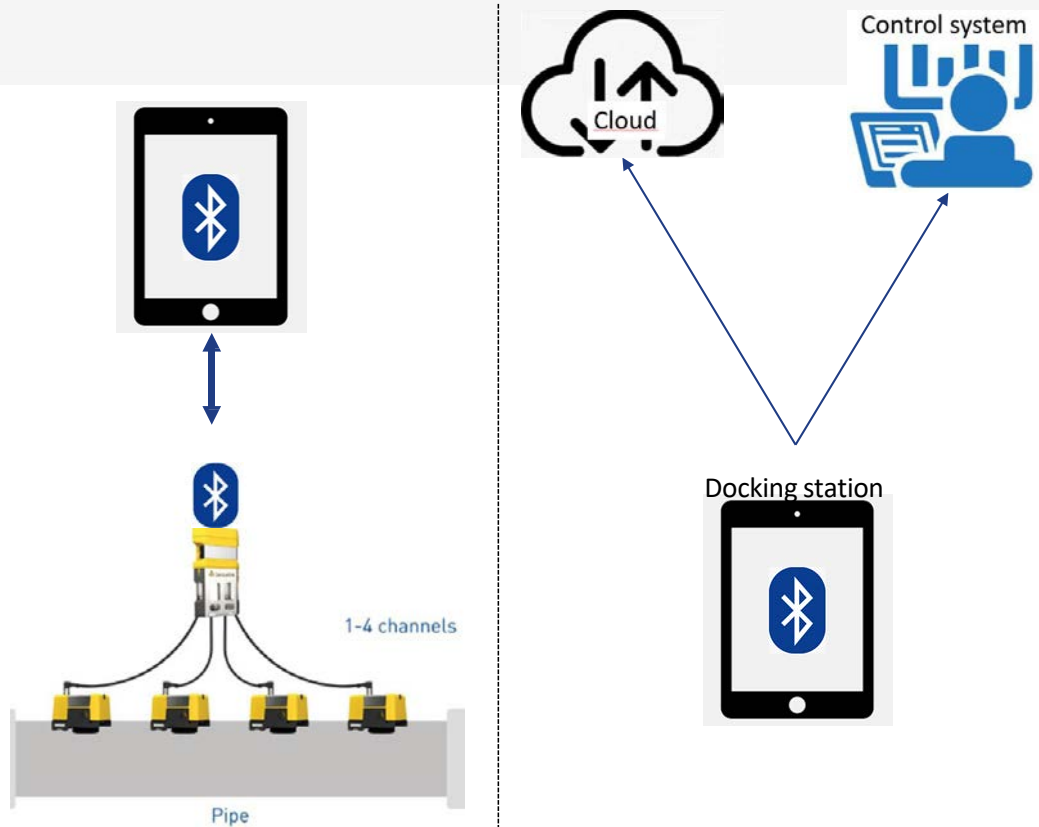 Control system
Cloud
Docking station
1-4 channels
Pipe